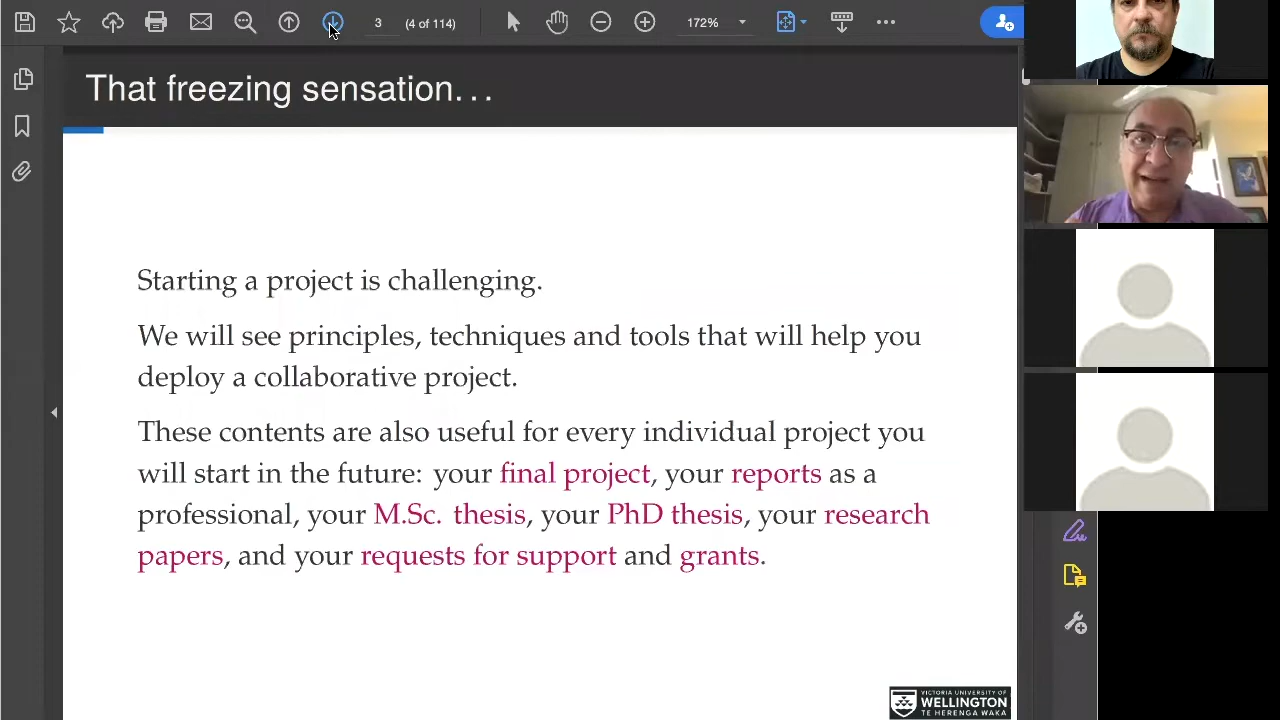 3 (4 of 114) 172%
That freezing sensation...
Starting a project is challenging.
We will see principles, techniques and tools that will help you
deploy a collaborative project.
These contents are also useful for every individual project you
will start in the future: your final project, your reports as a
professional, your M.Sc. thesis, your PhD thesis, your research
papers, and your requests for support and grants.
VICTORIA UNIVERSITY OF
WELLINGTON
TE HERENGA WAKA